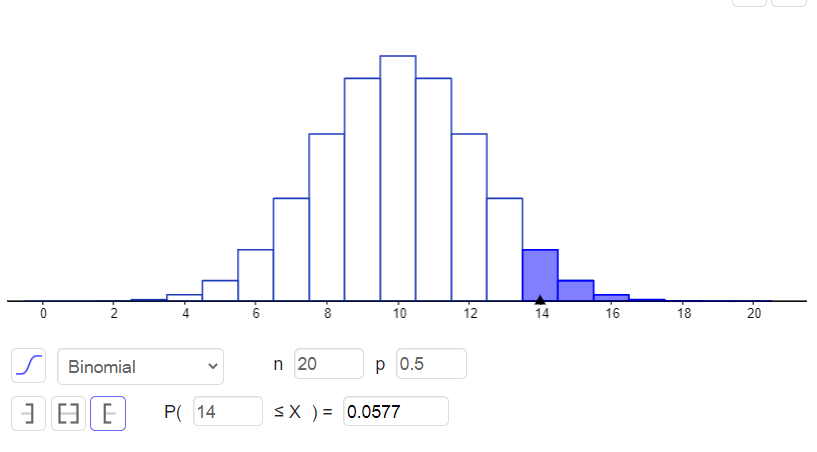 0 2 4 6 8 10 12 14 16 18 20
Binomial n 20 p 0.5
P( 14 ≤ X ) = 0.0577